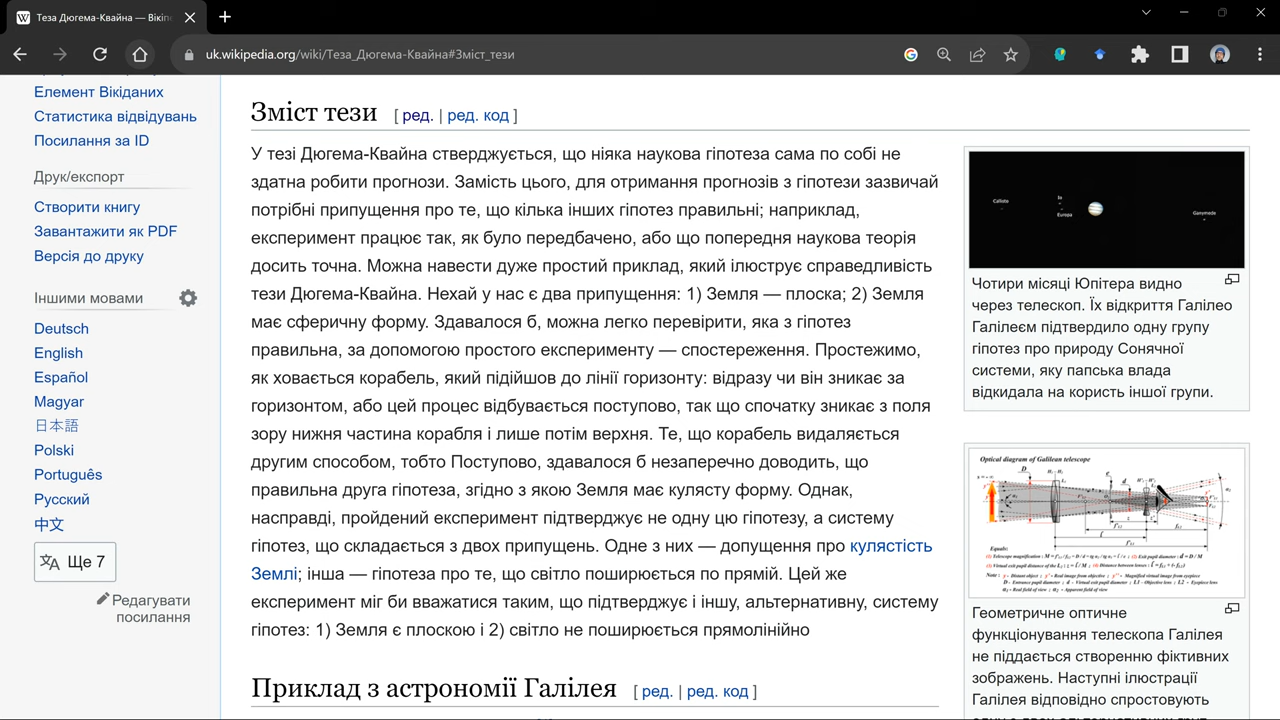 Теза Дюгема-Квайна — Вікіп
uk.wikipedia.org/wiki/Теза_Дюгема-Квайна#Зміст_тези
Елемент Вікіданих
Статистика відвідувань
Посилання за ID
Друк/експорт
Створити книгу
Завантажити як PDF
Версія до друку
Іншими мовами
Deutsch
English
Español
Magyar
日本語
Polski
Português
Русский
中文
Ще 7
Редагувати
посилання
Зміст тези [ ред. | ред. код ]
У тезі Дюгема-Квайна стверджується, що ніяка наукова гіпотеза сама по собі не
здатна робити прогнози. Замість цього, для отримання прогнозів з гіпотези зазвичай
потрібні припущення про те, що кілька інших гіпотез правильні; наприклад,
експеримент працює так, як було передбачено, або що попередня наукова теорія
досить точна. Можна навести дуже простий приклад, який ілюструє справедливість
тези Дюгема-Квайна. Нехай у нас є два припущення: 1) Земля — плоска; 2) Земля
має сферичну форму. Здавалося б, можна легко перевірити, яка з гіпотез
правильна, за допомогою простого експерименту — спостереження. Простежимо,
як ховається корабель, який підійшов до лінії горизонту: відразу чи він зникає за
горизонтом, або цей процес відбувається поступово, так що спочатку зникає з поля
зору нижня частина корабля і лише потім верхня. Те, що корабель видаляється
другим способом, тобто Поступово, здавалося б незаперечно доводить, що
правильна друга гіпотеза, згідно з якою Земля має кулясту форму. Однак,
насправді, пройдений експеримент підтверджує не одну цю гіпотезу, а систему
гіпотез, що складається з двох припущень. Одне з них — допущення про кулястість
Землі; інша — гіпотеза про те, що світло поширюється по прямій. Цей же
експеримент міг би вважатися таким, що підтверджує і іншу, альтернативну, систему
гіпотез: 1) Земля є плоскою і 2) світло не поширюється прямолінійно
Приклад з астрономії Галілея [ ред. | ред. код ]
Callisto
Io
Europa
Ganymede
Чотири місяці Юпітера видно
через телескоп. Їх відкриття Галілео
Галілеєм підтвердило одну групу
гіпотез про природу Сонячної
системи, яку папська влада
відкидала на користь іншої групи.
Optical diagram of Galilean telescope
Equals:
Геометричне оптичне
функціонування телескопа Галілея
не піддається створенню фіктивних
зображень. Наступні ілюстрації
Галілея відповідно спростовують